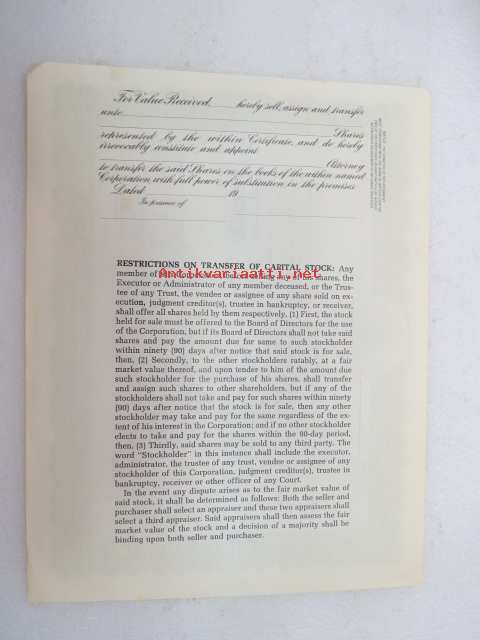 For Value Received, hereby sell, assign and transfer
unto
Shares
represented by the within Certificate, and do hereby
irrevocably constitute and appoint
Attorney
to transfer the said Shares on the books of the within named
Corporation with full power of substitution in the premises.
Dated 19
In presence of
RESTRICTIONS ON TRANSFER OF CAPITAL STOCK: Any
member of the Corporation, before selling any of his shares, the
Antikvariaatti.net
Executor or Administrator of any member deceased, or the Trus-
tee of any Trust, the vendee or assignee of any share sold on ex-
ecution, judgment creditor(s), trustee in bankruptcy, or receiver,
shall offer all shares held by them respectively, (1) First, the stock
held for sale must be offered to the Board of Directors for the use
of the Corporation, but if its Board of Directors shall not take said
shares and pay the amount due for same to such stockholder
within ninety (90) days after notice that said stock is for sale,
then, (2) Secondly, to the other stockholders ratably, at a fair
market value thereof, and upon tender to him of the amount due
such stockholder for the purchase of his shares, shall transfer
and assign such shares to other shareholders, but if any of the
stockholders shall not take and pay for such shares within ninety
(90) days after notice that the stock is for sale, then any other
stockholder may take and pay for the same regardless of the ex-
tent of his interest in the Corporation; and if no other stockholder
elects to take and pay for the shares within the 90-day period,
then, (3) Thirdly, said shares may be sold to any third party. The
word "Stockholder" in this instance shall include the executor,
administrator, the trustee of any trust, vendee or assignee of any
stockholder of this Corporation, judgment creditor(s), trustee in
bankruptcy, receiver or other officer of any Court.
In the event any dispute arises as to the fair market value of
said stock, it shall be determined as follows: Both the seller and
purchaser shall select an appraiser and these two appraisers shall
select a third appraiser. Said appraisers shall then assess the fair
market value of the stock and a decision of a majority shall be
binding upon both seller and purchaser.